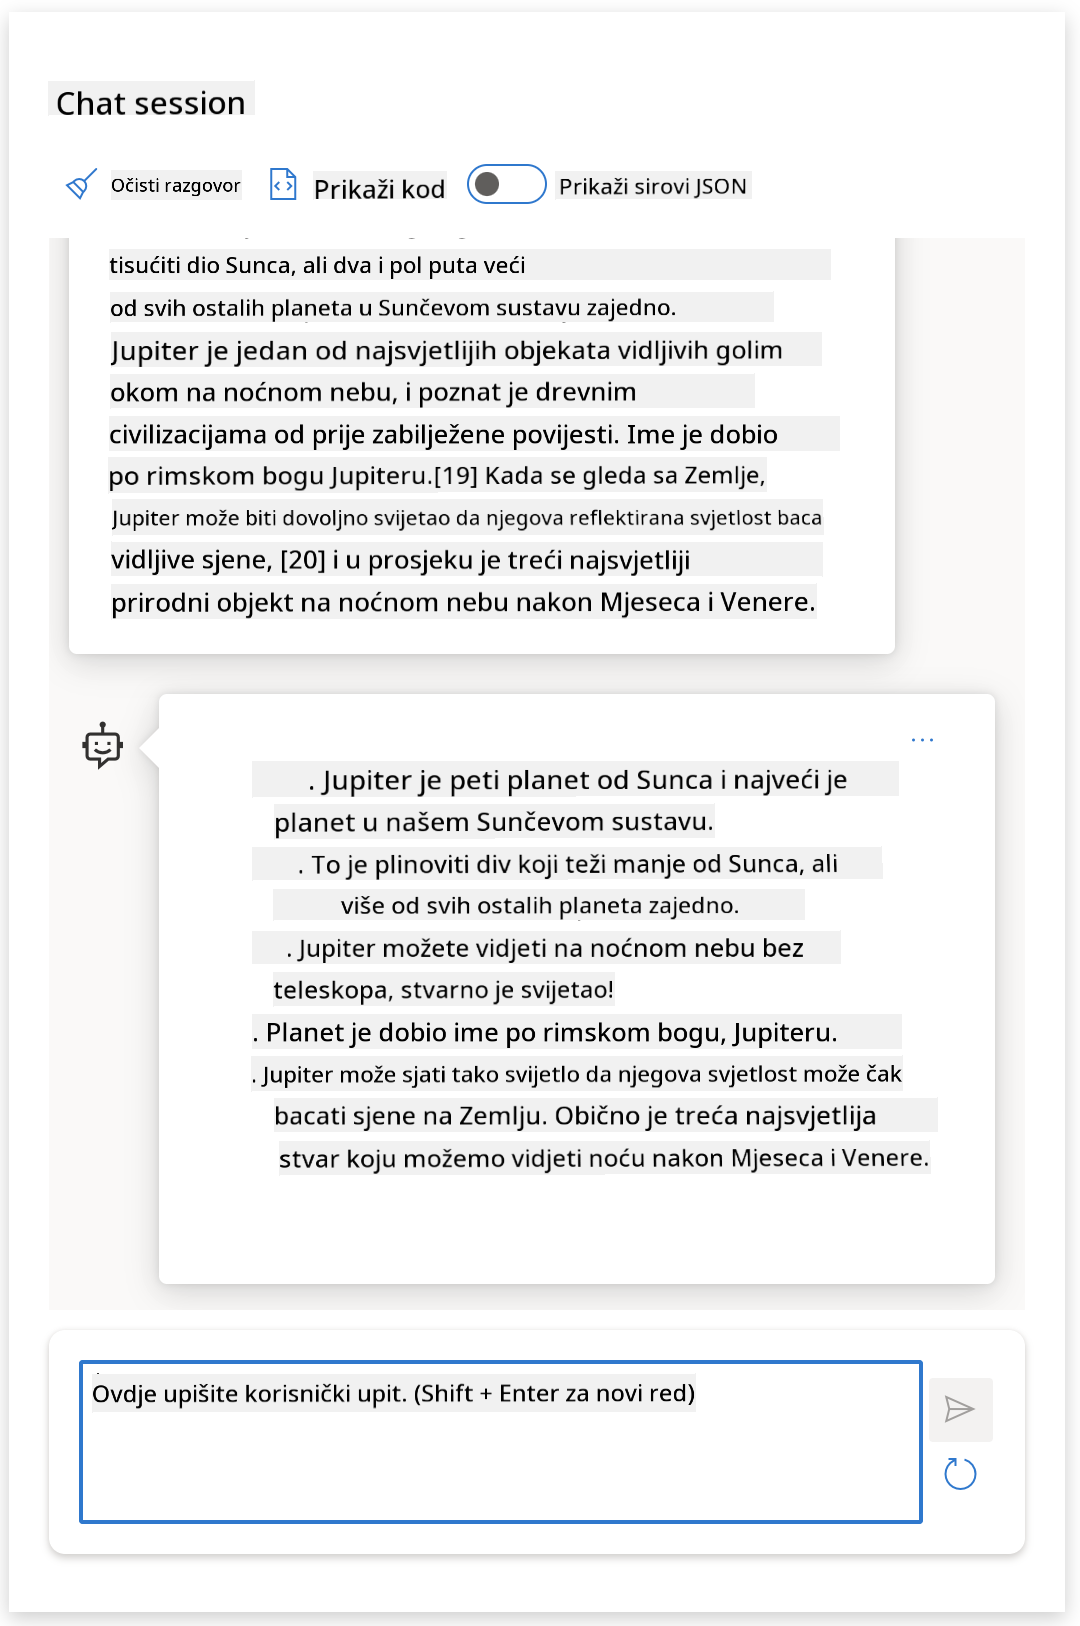 Chat session
Očisti razgovor
Prikaži kod
Prikaži sirovi JSON
tisućiti dio Sunca, ali dva i pol puta veći
od svih ostalih planeta u Sunčevom sustavu zajedno.
Jupiter je jedan od najsvjetlijih objekata vidljivih golim
okom na noćnom nebu, i poznat je drevnim
civilizacijama od prije zabilježene povijesti. Ime je dobio
po rimskom bogu Jupiteru.[19] Kada se gleda sa Zemlje,
Jupiter može biti dovoljno svijetao da njegova reflektirana svjetlost baca
vidljive sjene, [20] i u prosjeku je treći najsvjetliji
prirodni objekt na noćnom nebu nakon Mjeseca i Venere.
. Jupiter je peti planet od Sunca i najveći je
planet u našem Sunčevom sustavu.
. To je plinoviti div koji teži manje od Sunca, ali
više od svih ostalih planeta zajedno.
. Jupiter možete vidjeti na noćnom nebu bez
teleskopa, stvarno je svijetao!
. Planet je dobio ime po rimskom bogu, Jupiteru.
. Jupiter može sjati tako svijetlo da njegova svjetlost može čak
bacati sjene na Zemlju. Obično je treća najsvjetlija
stvar koju možemo vidjeti noću nakon Mjeseca i Venere.
Ovdje upišite korisnički upit. (Shift + Enter za novi red)